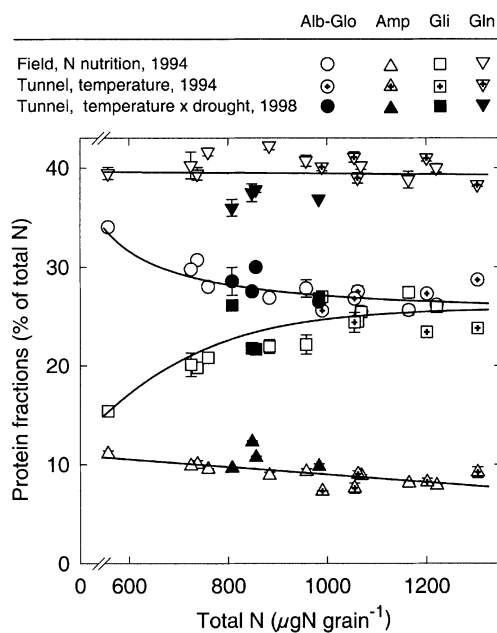 Alb-Glo Amp Gli Gln
Field, N nutrition, 1994
Tunnel, temperature, 1994
Tunnel, temperature x drought, 1998
Protein fractions (% of total N)
40
30
20
10
0
0 600 800 1000 1200
Total N (μgN grain⁻¹)